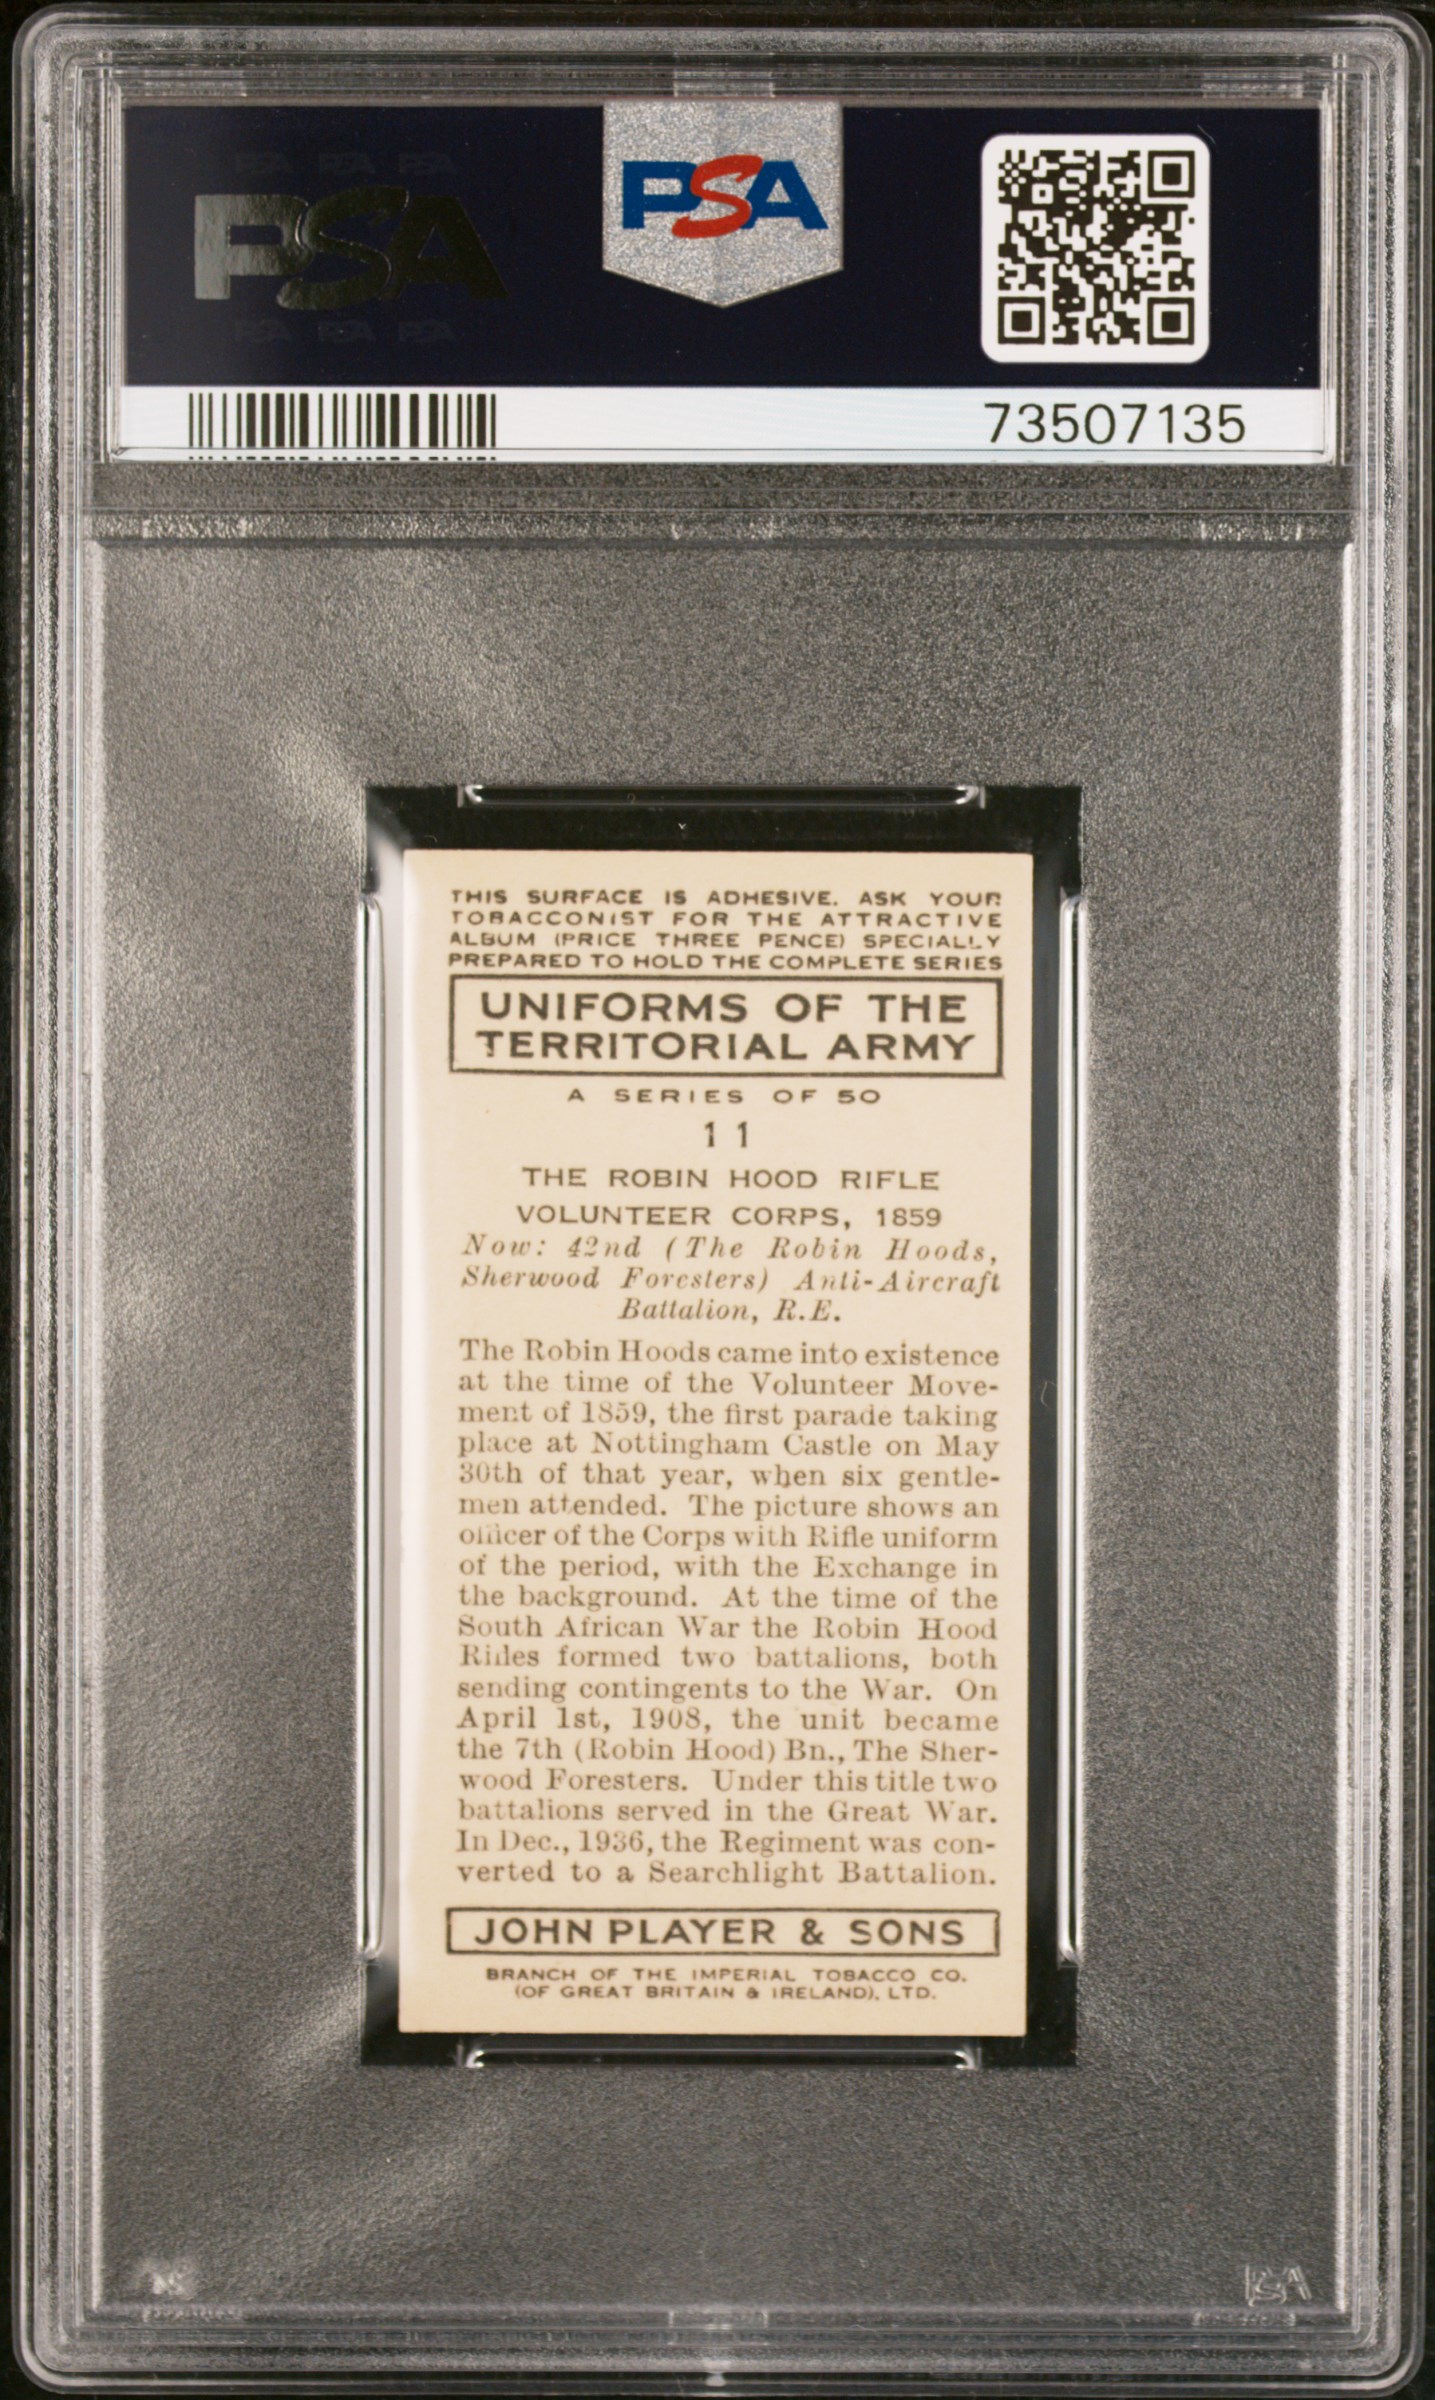 PSA PSA PSA
PSA
PSA PSA PSA
PSA
73507135
THIS SURFACE IS ADHESIVE. ASK YOUR
TOBACCONIST FOR THE ATTRACTIVE
ALBUM (PRICE THREE PENCE) SPECIALLY
PREPARED TO HOLD THE COMPLETE SERIES
UNIFORMS OF THE
TERRITORIAL ARMY
A SERIES OF 50
11
THE ROBIN HOOD RIFLE
VOLUNTEER CORPS, 1859
Now: 42nd (The Robin Hoods,
Sherwood Foresters) Anti-Aircraft
Battalion, R.E.
The Robin Hoods came into existence
at the time of the Volunteer Move-
ment of 1859, the first parade taking
place at Nottingham Castle on May
30th of that year, when six gentle-
men attended. The picture shows an
officer of the Corps with Rifle uniform
of the period, with the Exchange in
the background. At the time of the
South African War the Robin Hood
Rifles formed two battalions, both
sending contingents to the War. On
April 1st, 1908, the unit became
the 7th (Robin Hood) Bn., The Sher-
wood Foresters. Under this title two
battalions served in the Great War.
In Dec., 1936, the Regiment was con-
verted to a Searchlight Battalion.
JOHN PLAYER & SONS
BRANCH OF THE IMPERIAL TOBACCO CO.
(OF GREAT BRITAIN & IRELAND), LTD.
PSA